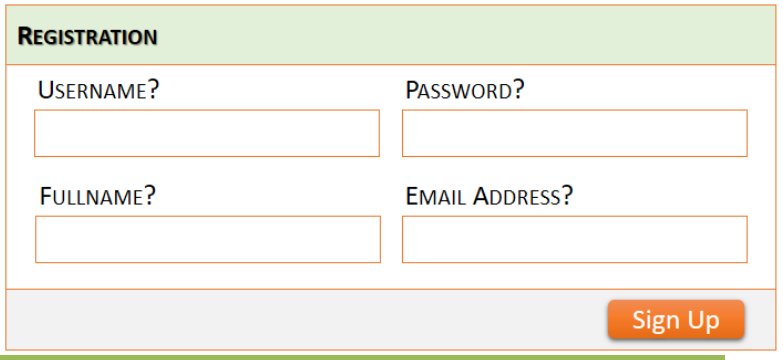 Registration
Username? Password?
Fullname? Email Address?
Sign Up